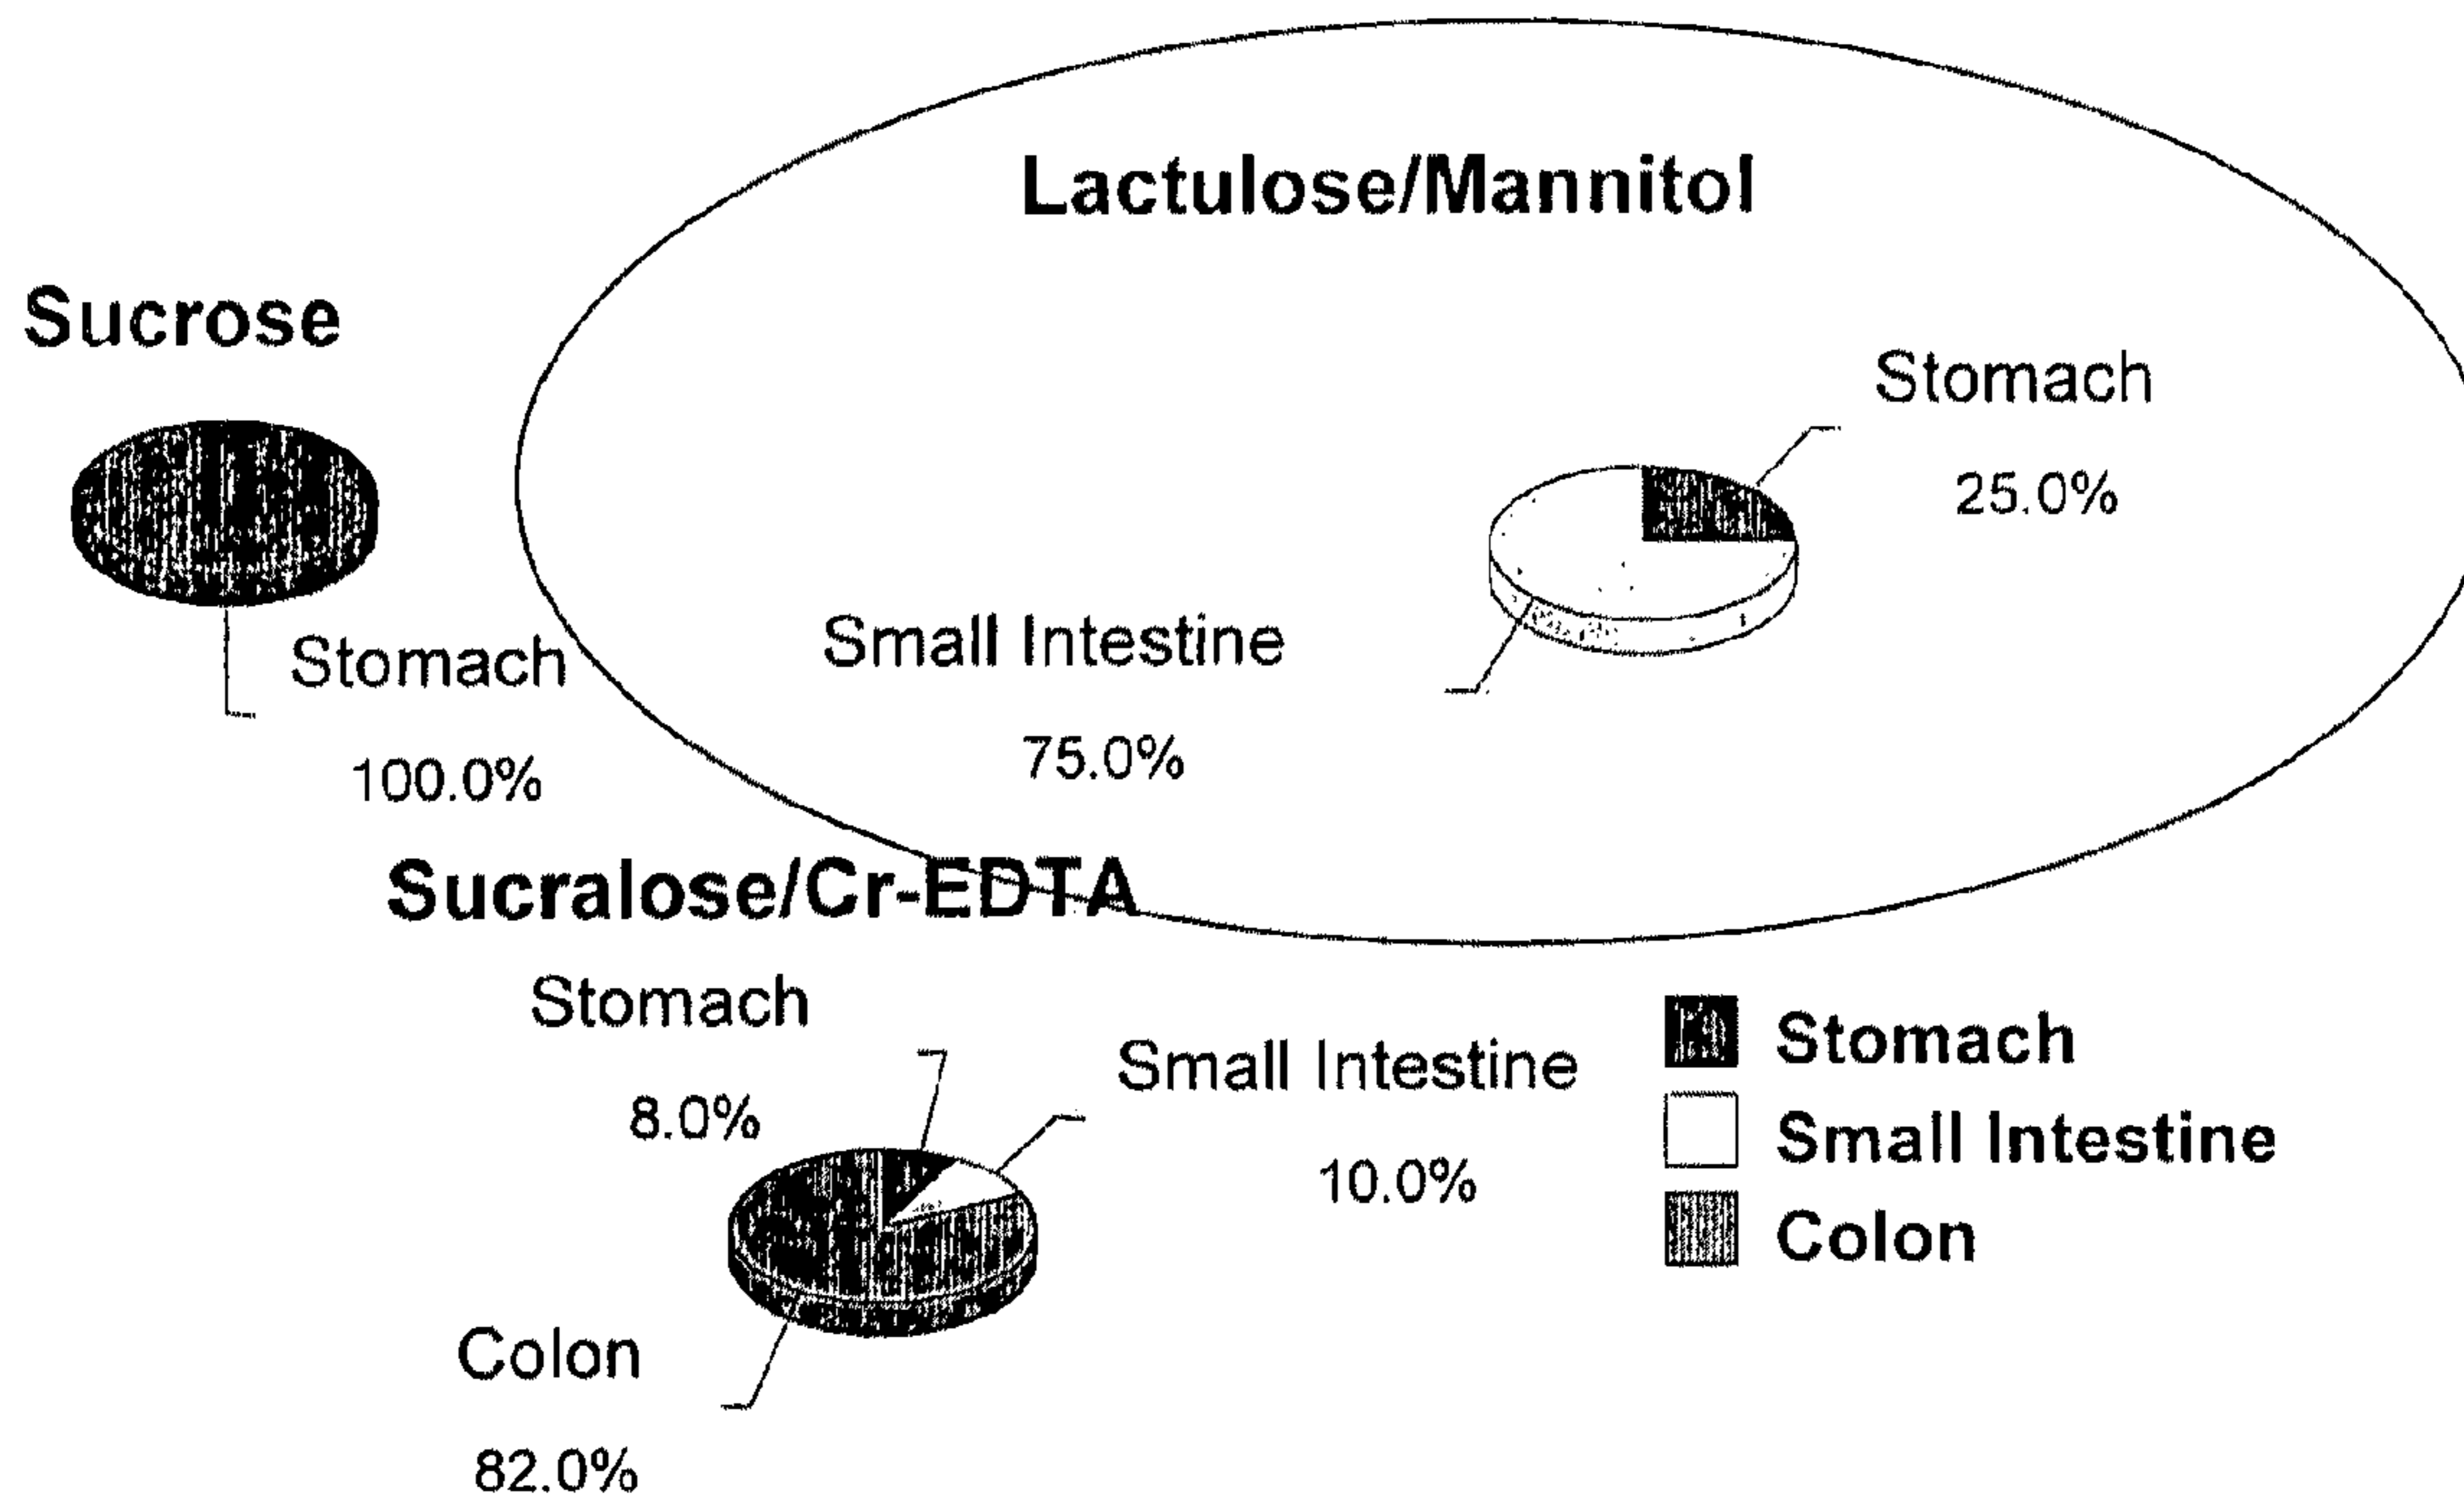 Lactulose/Mannitol
Sucrose
Stomach
25.0%
Small Intestine
75.0%
Stomach
100.0%
Sucralose/Cr-EDTA
Stomach
8.0%
Small Intestine
10.0%
Colon
82.0%
Stomach
Small Intestine
Colon